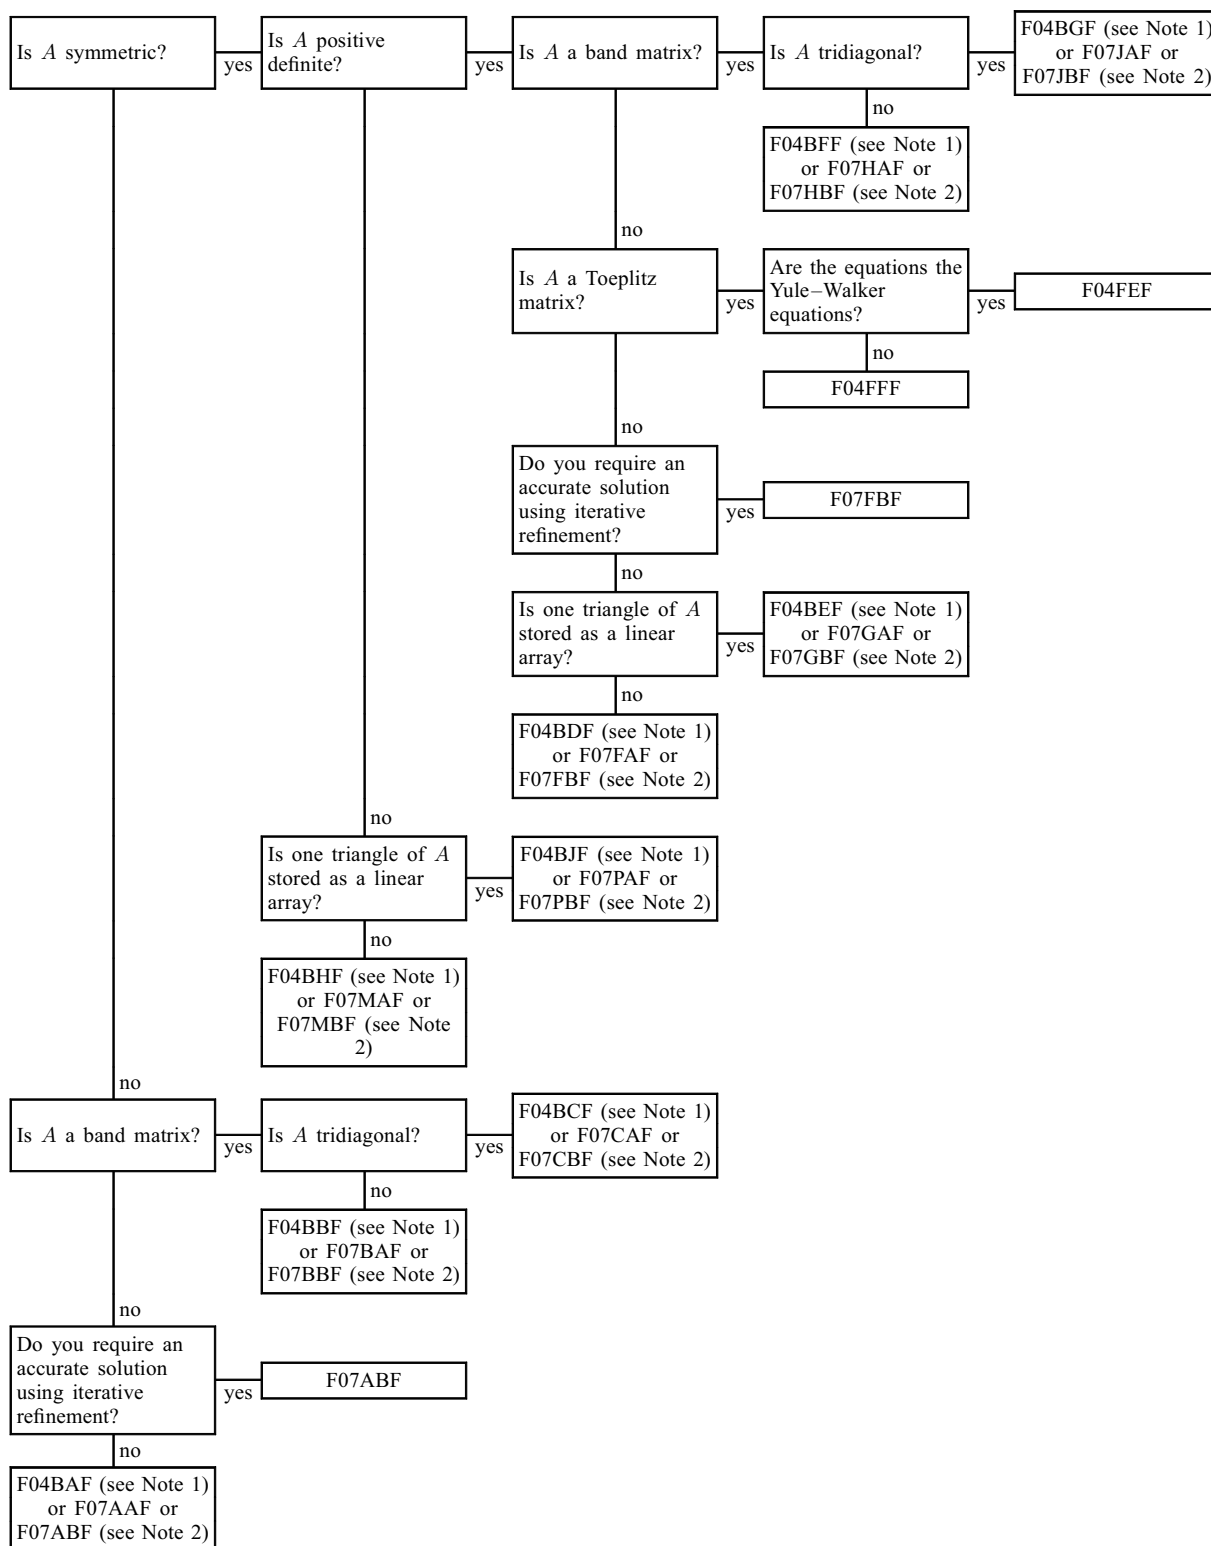 Is A symmetric?
yes
Is A positive
definite?
yes
Is A a band matrix?
yes
Is A tridiagonal?
yes
F04BGF (see Note 1)
or F07JAF or
F07JBF (see Note 2)
no
F04BFF (see Note 1)
or F07HAF or
F07HBF (see Note 2)
no
Is A a Toeplitz
matrix?
yes
Are the equations the
Yule–Walker
equations?
yes
F04FEF
no
F04FFF
no
Do you require an
accurate solution
using iterative
refinement?
yes
F07FBF
no
Is one triangle of A
stored as a linear
array?
yes
F04BEF (see Note 1)
or F07GAF or
F07GBF (see Note 2)
no
F04BDF (see Note 1)
or F07FAF or
F07FBF (see Note 2)
no
Is one triangle of A
stored as a linear
array?
yes
F04BJF (see Note 1)
or F07PAF or
F07PBF (see Note 2)
no
F04BHF (see Note 1)
or F07MAF or
F07MBF (see Note
2)
no
Is A a band matrix?
yes
Is A tridiagonal?
yes
F04BCF (see Note 1)
or F07CAF or
F07CBF (see Note 2)
no
F04BBF (see Note 1)
or F07BAF or
F07BBF (see Note 2)
no
Do you require an
accurate solution
using iterative
refinement?
yes
F07ABF
no
F04BAF (see Note 1)
or F07AAF or
F07ABF (see Note 2)